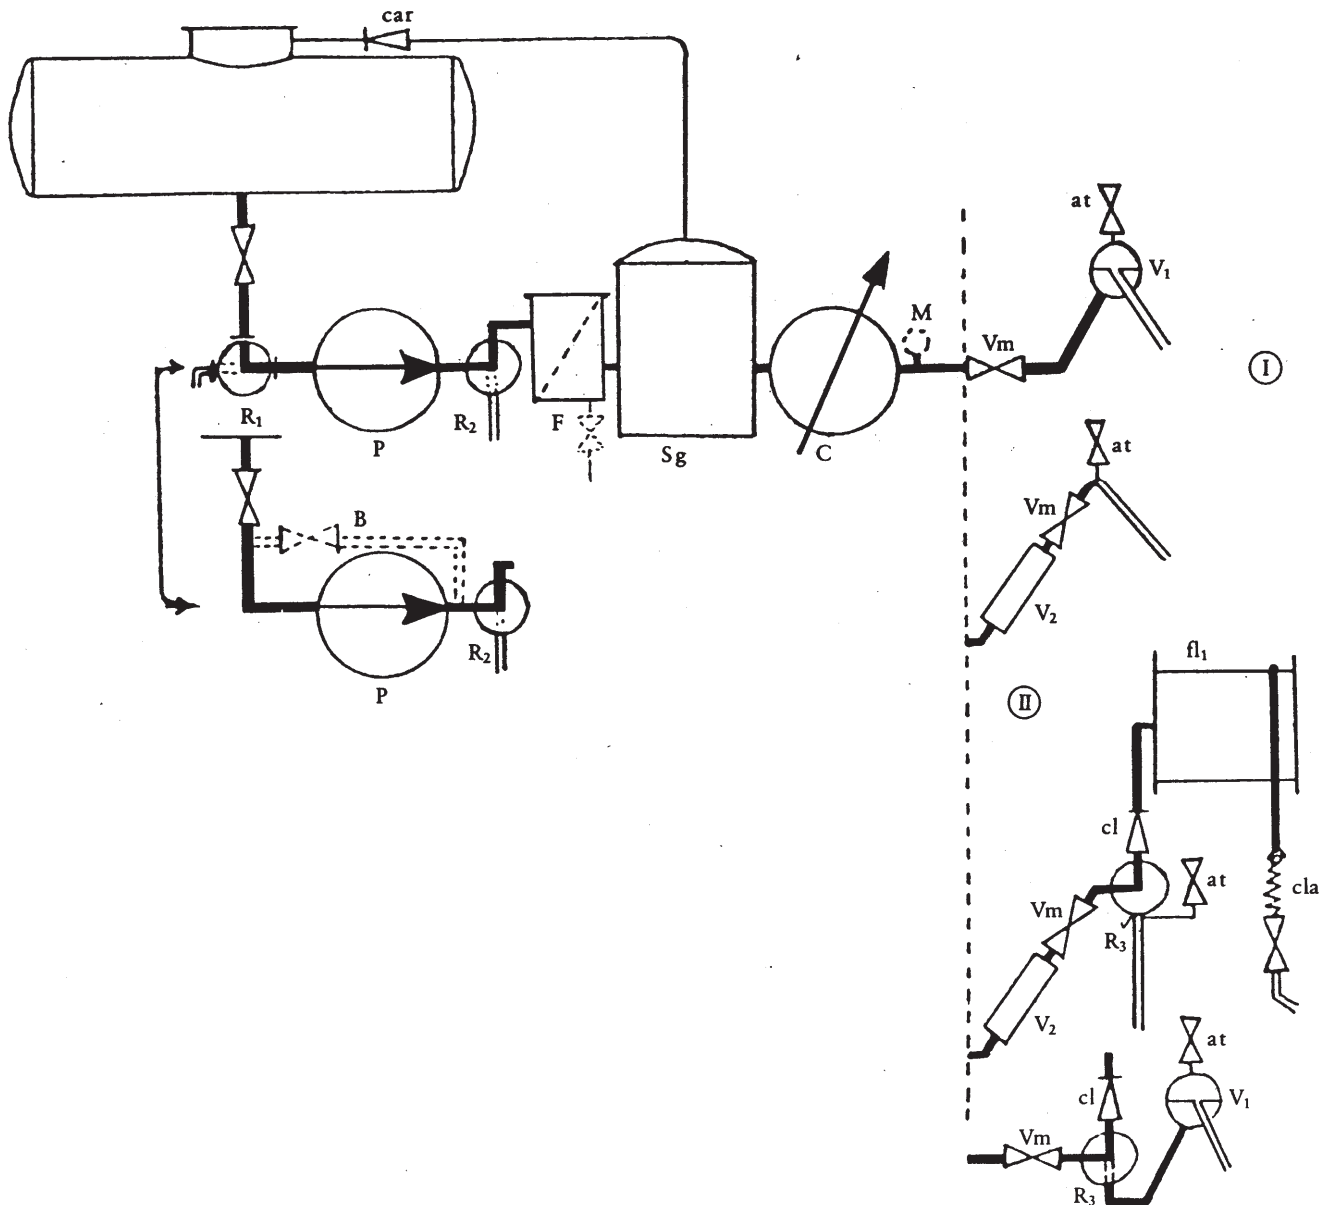 car
at
V₁
M
Vm
I
R₁
P
R₂
F
Sg
C
at
Vm
V₂
B
R₂
P
II
fl₁
cl
at
cla
Vm
R₃
V₂
at
cl
V₁
Vm
R₃